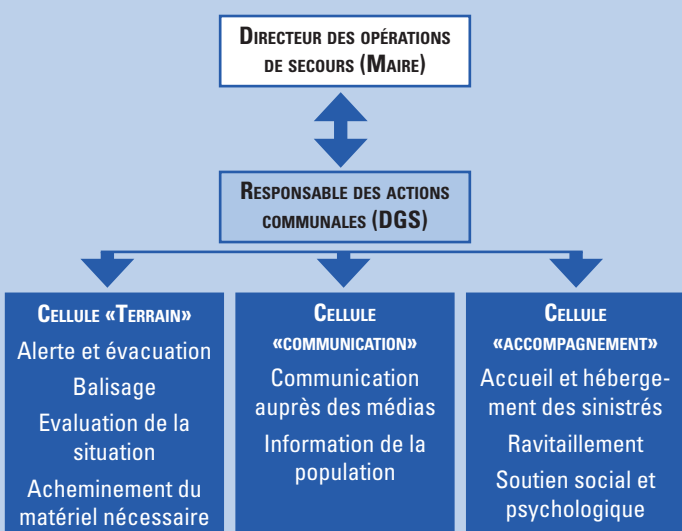 DIRECTEUR DES OPÉRATIONS
DE SECOURS (MAIRE)
RESPONSABLE DES ACTIONS
COMMUNALES (DGS)
CELLULE «TERRAIN»
Alerte et évacuation
Balisage
Evaluation de la
situation
Acheminement du
matériel nécessaire
CELLULE
«COMMUNICATION»
Communication
auprès des médias
Information de la
population
CELLULE
«ACCOMPAGNEMENT»
Accueil et héberge-
ment des sinistrés
Ravitaillement
Soutien social et
psychologique